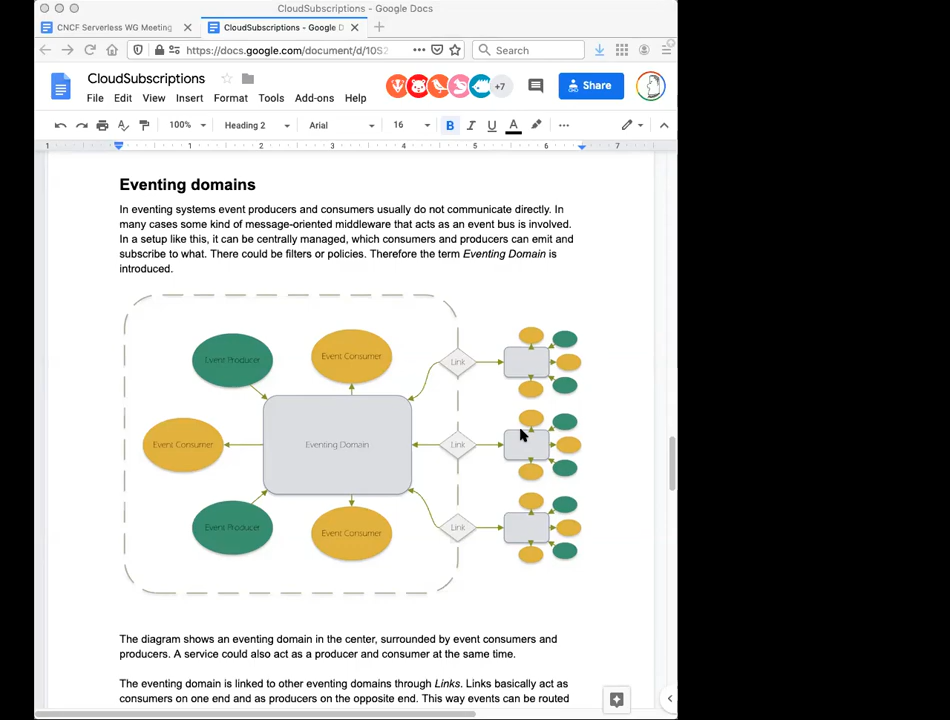 CloudSubscriptions - Google Docs
CNCF Serverless WG Meeting
CloudSubscriptions - Google D
https://docs.google.com/document/d/10S2
Search
CloudSubscriptions
+7
Share
File Edit View Insert Format Tools Add-ons Help
100% Heading 2 Arial 16 B I U A
1 1 2 3 4 5 6 7
Eventing domains
In eventing systems event producers and consumers usually do not communicate directly. In
many cases some kind of message-oriented middleware that acts as an event bus is involved.
In a setup like this, it can be centrally managed, which consumers and producers can emit and
subscribe to what. There could be filters or policies. Therefore the term Eventing Domain is
introduced.
Event Producer
Event Consumer
Link
Event Consumer
Eventing Domain
Link
Event Producer
Event Consumer
Link
The diagram shows an eventing domain in the center, surrounded by event consumers and
producers. A service could also act as a producer and consumer at the same time.
The eventing domain is linked to other eventing domains through Links. Links basically act as
consumers on one end and as producers on the opposite end. This way events can be routed